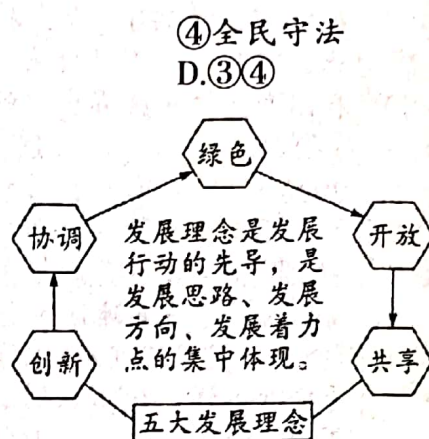 ④全民守法
D.③④
绿色
协调
开放
发展理念是发展
行动的先导，是
发展思路、发展
方向、发展着力
点的集中体现。
创新
共享
五大发展理念